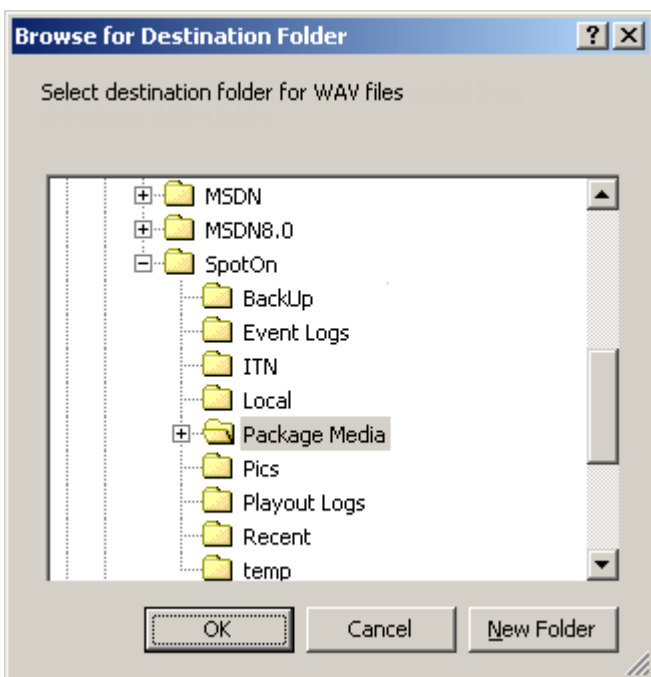 Browse for Destination Folder
Select destination folder for WAV files
MSDN
MSDN8.0
SpotOn
BackUp
Event Logs
ITN
Local
Package Media
Pics
Playout Logs
Recent
temp
OK Cancel New Folder